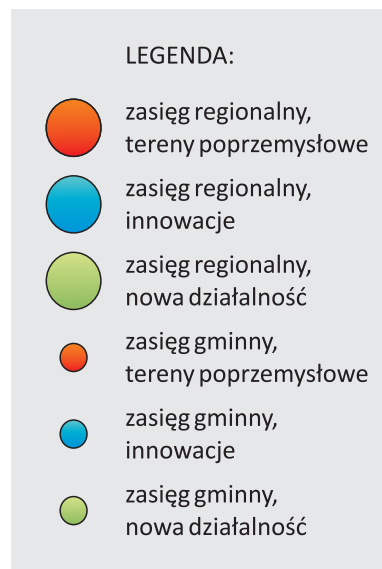 LEGENDA:
zasięg regionalny,
tereny poprzemysłowe
zasięg regionalny,
innowacje
zasięg regionalny,
nowa działalność
zasięg gminny,
tereny poprzemysłowe
zasięg gminny,
innowacje
zasięg gminny,
nowa działalność